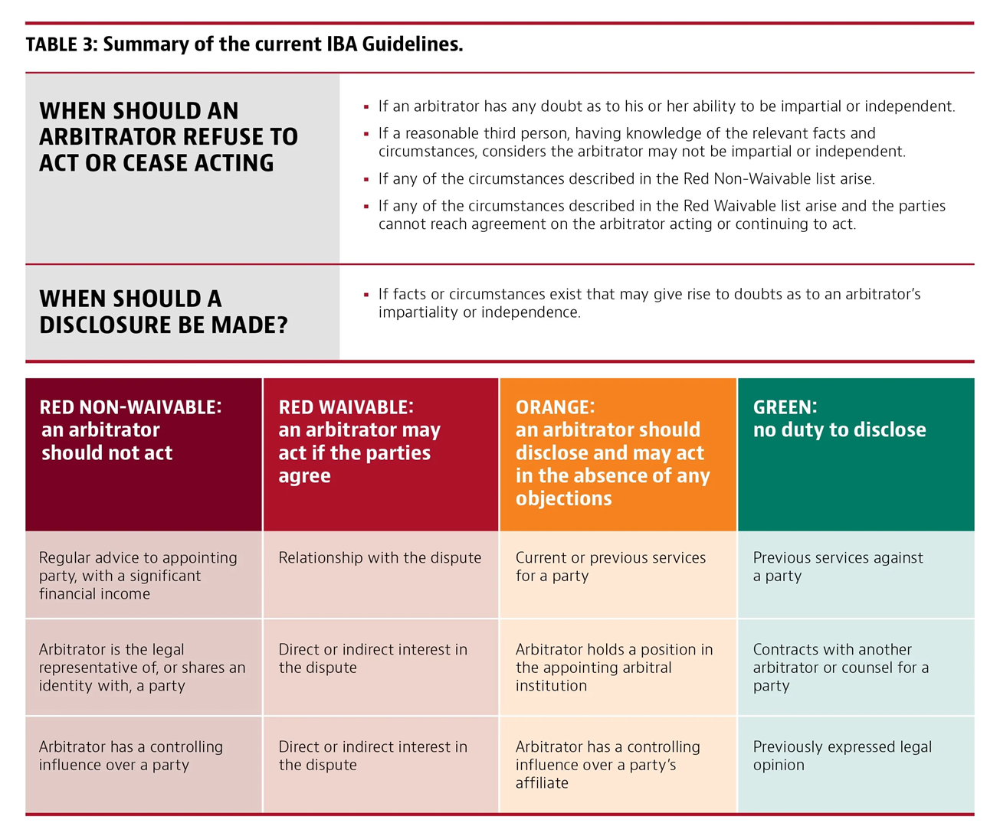 TABLE 3: Summary of the current IBA Guidelines.
WHEN SHOULD AN
ARBITRATOR REFUSE TO
ACT OR CEASE ACTING
▪ If an arbitrator has any doubt as to his or her ability to be impartial or independent.
▪ If a reasonable third person, having knowledge of the relevant facts and
circumstances, considers the arbitrator may not be impartial or independent.
▪ If any of the circumstances described in the Red Non-Waivable list arise.
▪ If any of the circumstances described in the Red Waivable list arise and the parties
cannot reach agreement on the arbitrator acting or continuing to act.
WHEN SHOULD A
DISCLOSURE BE MADE?
▪ If facts or circumstances exist that may give rise to doubts as to an arbitrator’s
impartiality or independence.
RED NON-WAIVABLE:
an arbitrator
should not act
RED WAIVABLE:
an arbitrator may
act if the parties
agree
ORANGE:
an arbitrator should
disclose and may act
in the absence of any
objections
GREEN:
no duty to disclose
Regular advice to appointing
party, with a significant
financial income
Relationship with the dispute
Current or previous services
for a party
Previous services against
a party
Arbitrator is the legal
representative of, or shares an
identity with, a party
Direct or indirect interest in
the dispute
Arbitrator holds a position in
the appointing arbitral
institution
Contracts with another
arbitrator or counsel for a
party
Arbitrator has a controlling
influence over a party
Direct or indirect interest in
the dispute
Arbitrator has a controlling
influence over a party’s
affiliate
Previously expressed legal
opinion